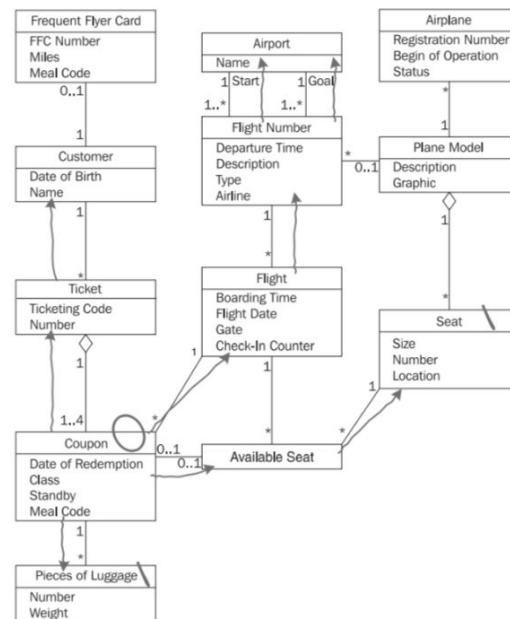 Frequent Flyer Card
FFC Number
Miles
Meal Code
0..1
1
Customer
Date of Birth
Name
1
*
Ticket
Ticketing Code
Number
1
1..4
Coupon
Date of Redemption
Class
Standby
Meal Code
1
*
Pieces of Luggage
Number
Weight
Airport
Name
1 Start
1 Goal
1..*
1..*
Flight Number
Departure Time
Description
Type
Airline
*
0..1
1
*
Flight
Boarding Time
Flight Date
Gate
Check-In Counter
1
*
1
*
0..1
0..1
Available Seat
*
1
Airplane
Registration Number
Begin of Operation
Status
*
1
Plane Model
Description
Graphic
1
*
Seat
Size
Number
Location